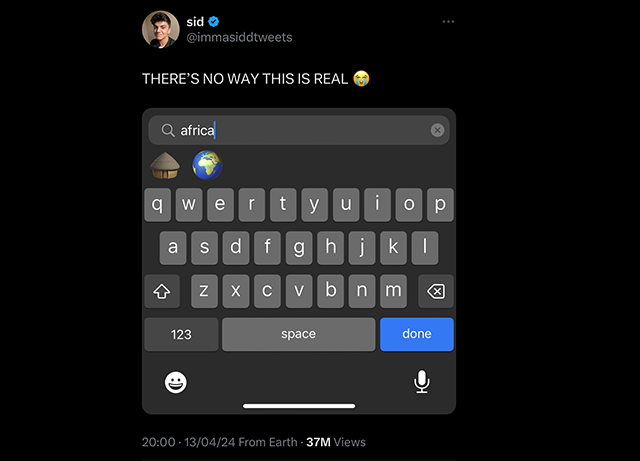 sid
@immasiddtweets
THERE'S NO WAY THIS IS REAL 😭
africa
q w e r t y u i o p
a s d f g h j k l
z x c v b n m
123 space done
20:00 · 13/04/24 From Earth · 37M Views